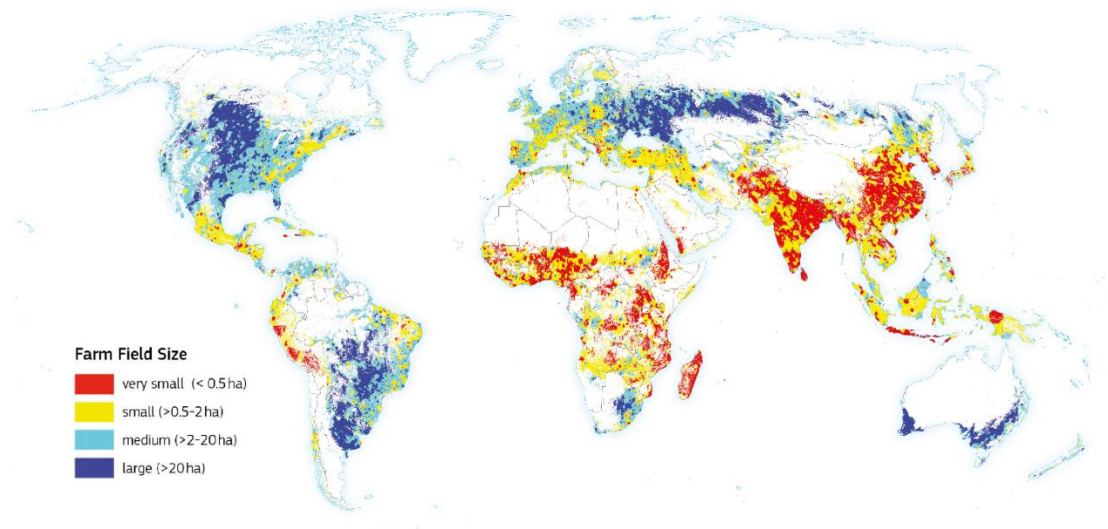 Farm Field Size
very small (< 0.5 ha)
small (>0.5-2 ha)
medium (>2-20 ha)
large (>20 ha)